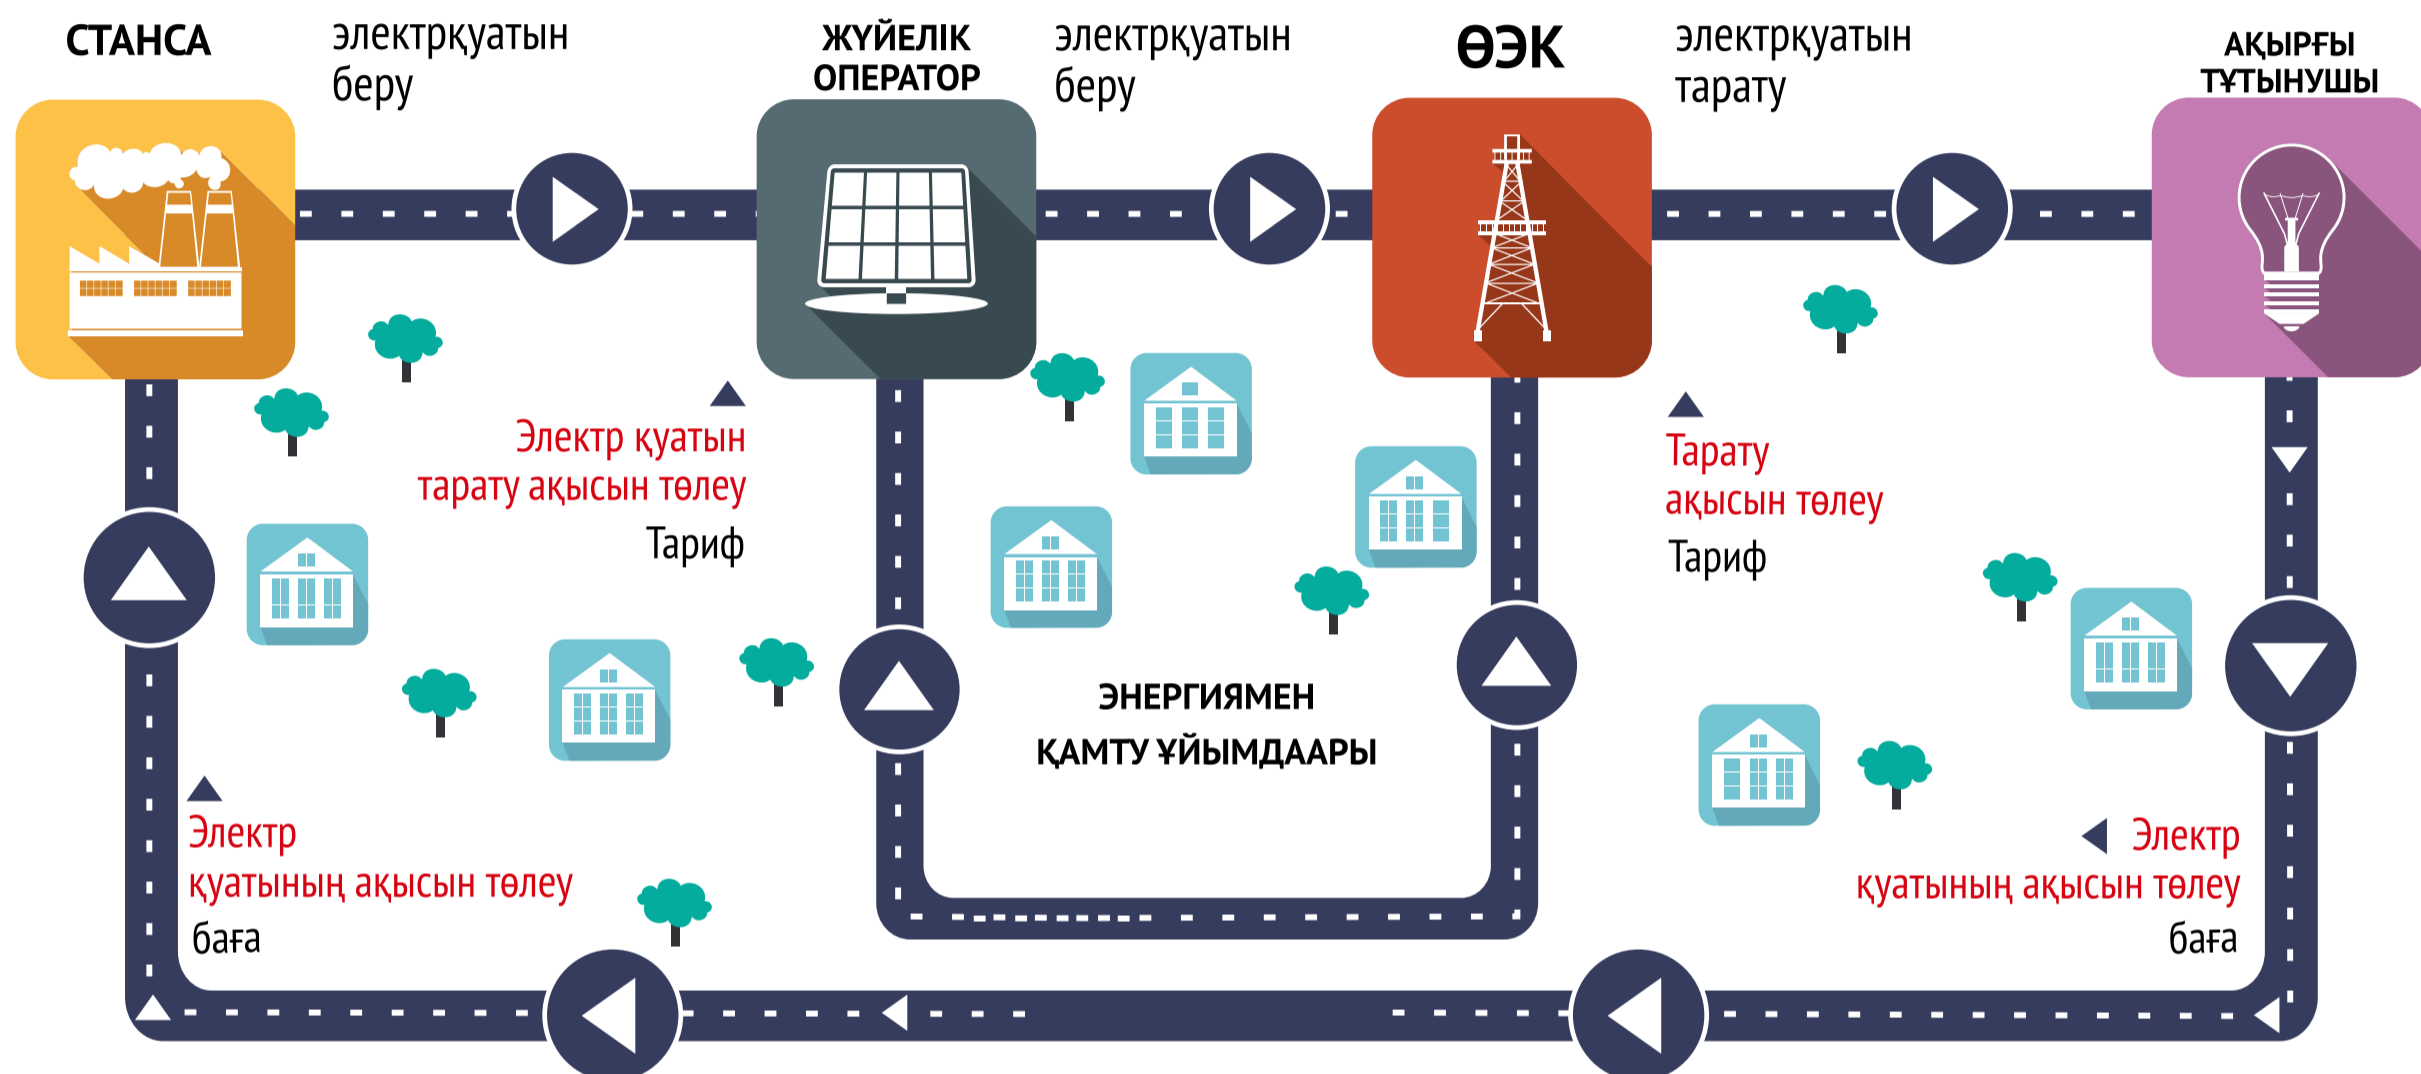 СТАНСА
электрқуатын
беру
ЖҮЙЕЛІК
ОПЕРАТОР
электрқуатын
беру
ӨЭК
электрқуатын
тарату
АҚЫРҒЫ
ТҰТЫНУШЫ
Электр қуатын
тарату ақысын төлеу
Тариф
Тарату
ақысын төлеу
Тариф
ЭНЕРГИЯМЕН
ҚАМТУ ҰЙЫМДААРЫ
Электр
қуатының ақысын төлеу
баға
Электр
қуатының ақысын төлеу
баға